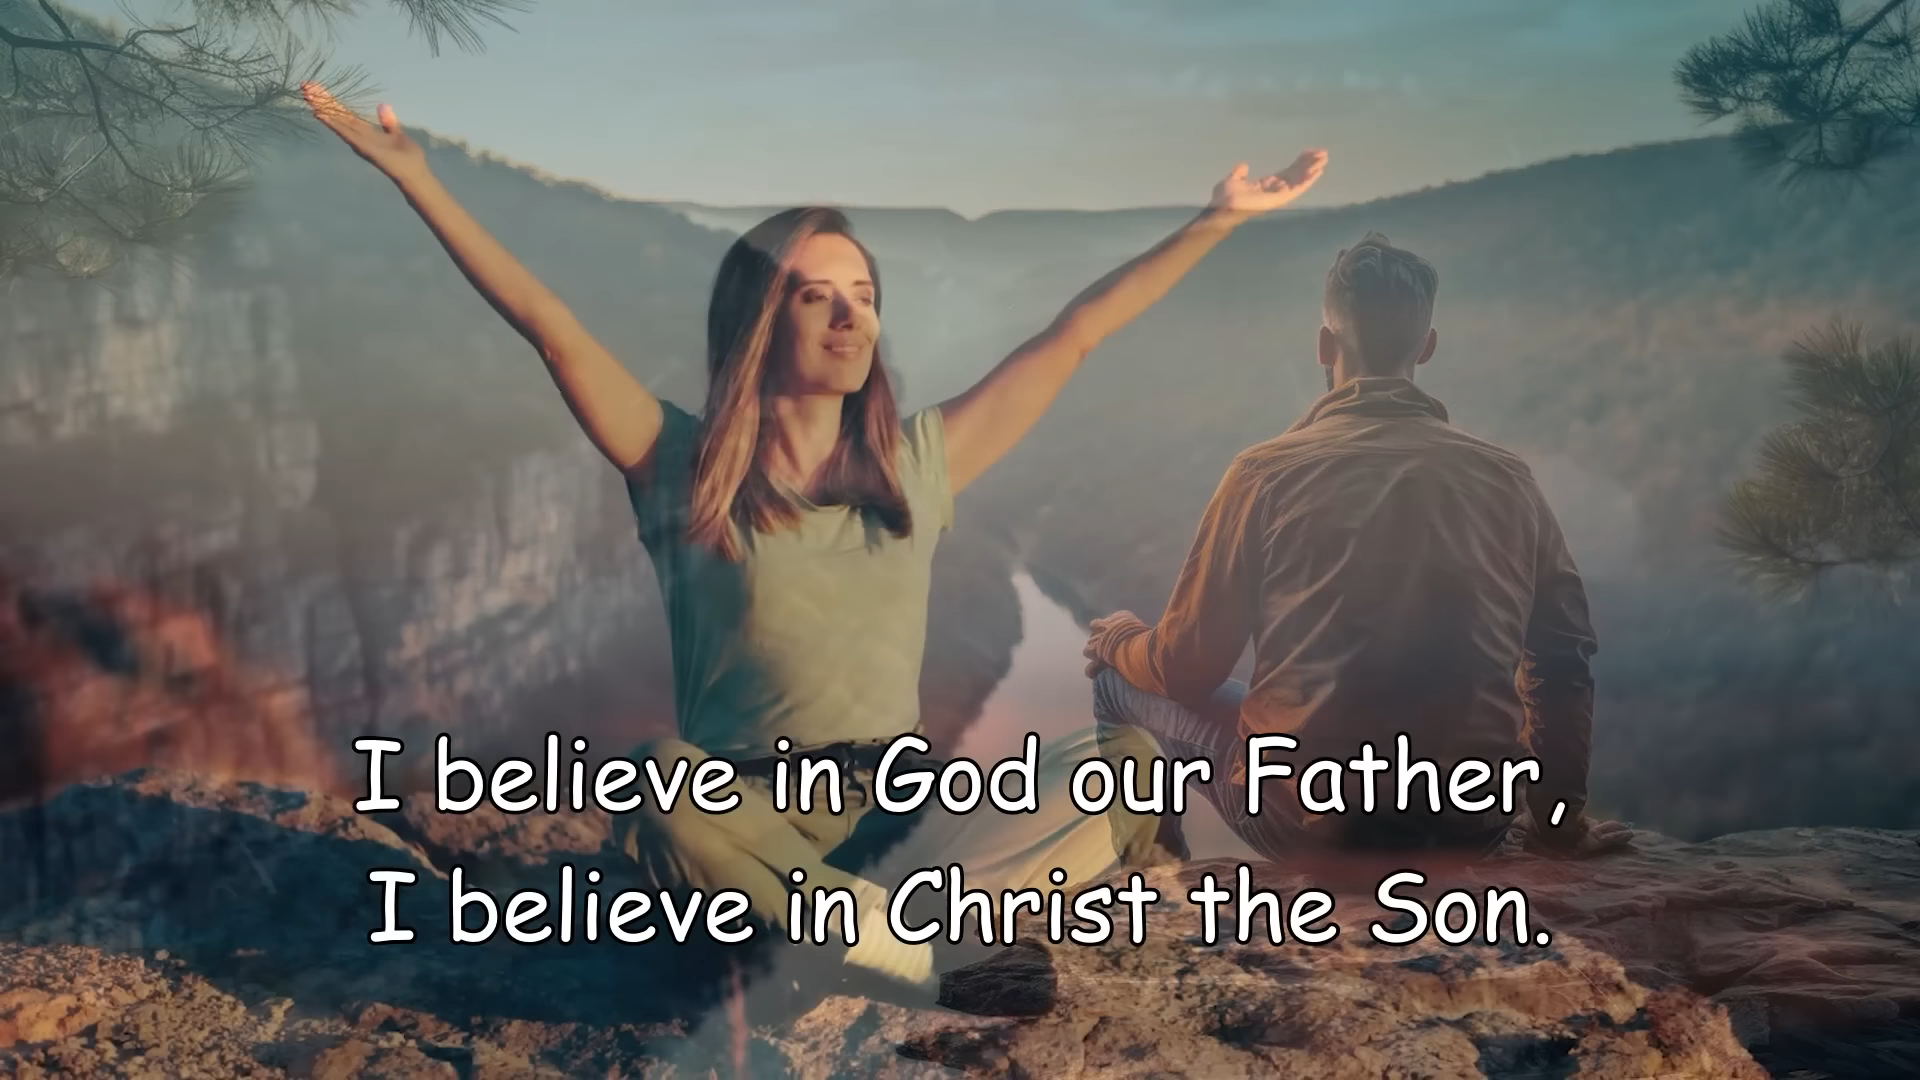 I believe in God our Father,
I believe in Christ the Son.